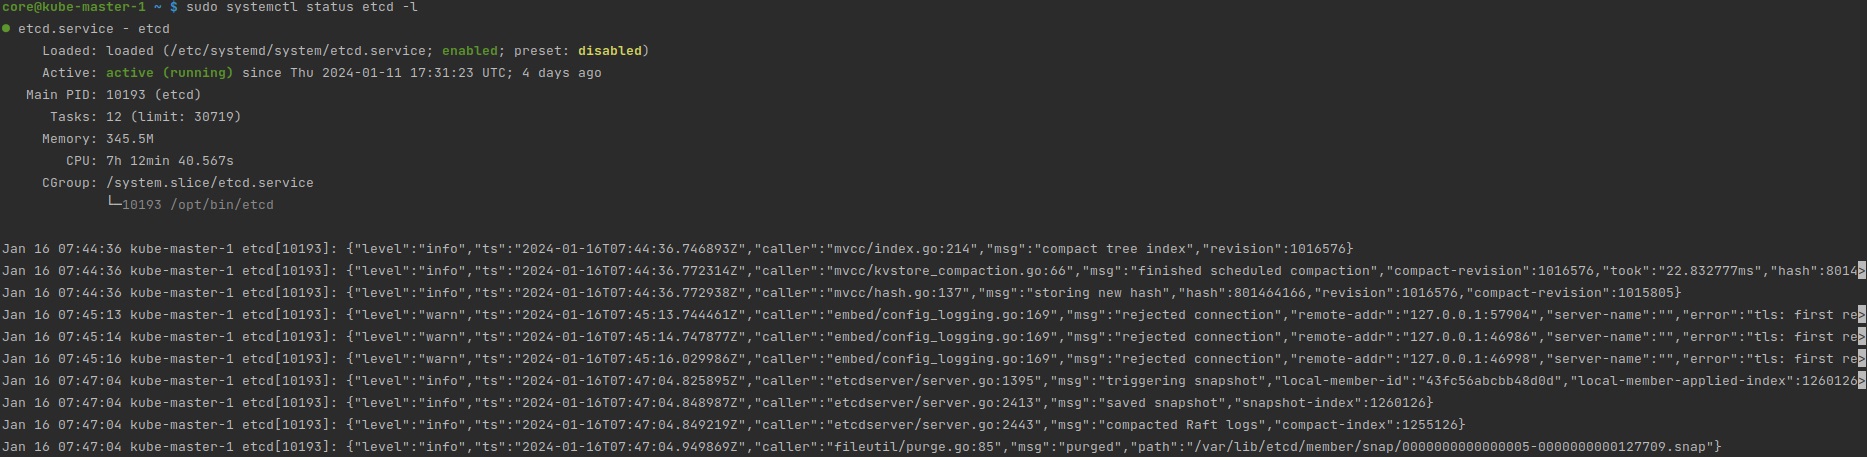 core@kube-master-1 ~ $ sudo systemctl status etcd -l
● etcd.service - etcd
Loaded: loaded (/etc/systemd/system/etcd.service; enabled; preset: disabled)
Active: active (running) since Thu 2024-01-11 17:31:23 UTC; 4 days ago
Main PID: 10193 (etcd)
Tasks: 12 (limit: 30719)
Memory: 345.5M
CPU: 7h 12min 40.567s
CGroup: /system.slice/etcd.service
└─10193 /opt/bin/etcd
Jan 16 07:44:36 kube-master-1 etcd[10193]: {"level":"info","ts":"2024-01-16T07:44:36.746893Z","caller":"mvcc/index.go:214","msg":"compact tree index","revision":1016576}
Jan 16 07:44:36 kube-master-1 etcd[10193]: {"level":"info","ts":"2024-01-16T07:44:36.772314Z","caller":"mvcc/kvstore_compaction.go:66","msg":"finished scheduled compaction","compact-revision":1016576,"took":"22.832777ms","hash":8014>
Jan 16 07:44:36 kube-master-1 etcd[10193]: {"level":"info","ts":"2024-01-16T07:44:36.772938Z","caller":"mvcc/hash.go:137","msg":"storing new hash","hash":801464166,"revision":1016576,"compact-revision":1015805}
Jan 16 07:45:13 kube-master-1 etcd[10193]: {"level":"warn","ts":"2024-01-16T07:45:13.744461Z","caller":"embed/config_logging.go:169","msg":"rejected connection","remote-addr":"127.0.0.1:57904","server-name":"","error":"tls: first re>
Jan 16 07:45:14 kube-master-1 etcd[10193]: {"level":"warn","ts":"2024-01-16T07:45:14.747877Z","caller":"embed/config_logging.go:169","msg":"rejected connection","remote-addr":"127.0.0.1:46986","server-name":"","error":"tls: first re>
Jan 16 07:45:16 kube-master-1 etcd[10193]: {"level":"warn","ts":"2024-01-16T07:45:16.029986Z","caller":"embed/config_logging.go:169","msg":"rejected connection","remote-addr":"127.0.0.1:46998","server-name":"","error":"tls: first re>
Jan 16 07:47:04 kube-master-1 etcd[10193]: {"level":"info","ts":"2024-01-16T07:47:04.825895Z","caller":"etcdserver/server.go:1395","msg":"triggering snapshot","local-member-id":"43fc56abcbb48d0d","local-member-applied-index":1260126>
Jan 16 07:47:04 kube-master-1 etcd[10193]: {"level":"info","ts":"2024-01-16T07:47:04.848987Z","caller":"etcdserver/server.go:2413","msg":"saved snapshot","snapshot-index":1260126}
Jan 16 07:47:04 kube-master-1 etcd[10193]: {"level":"info","ts":"2024-01-16T07:47:04.849219Z","caller":"etcdserver/server.go:2443","msg":"compacted Raft logs","compact-index":1255126}
Jan 16 07:47:04 kube-master-1 etcd[10193]: {"level":"info","ts":"2024-01-16T07:47:04.949869Z","caller":"fileutil/purge.go:85","msg":"purged","path":"/var/lib/etcd/member/snap/0000000000000005-0000000000127709.snap"}